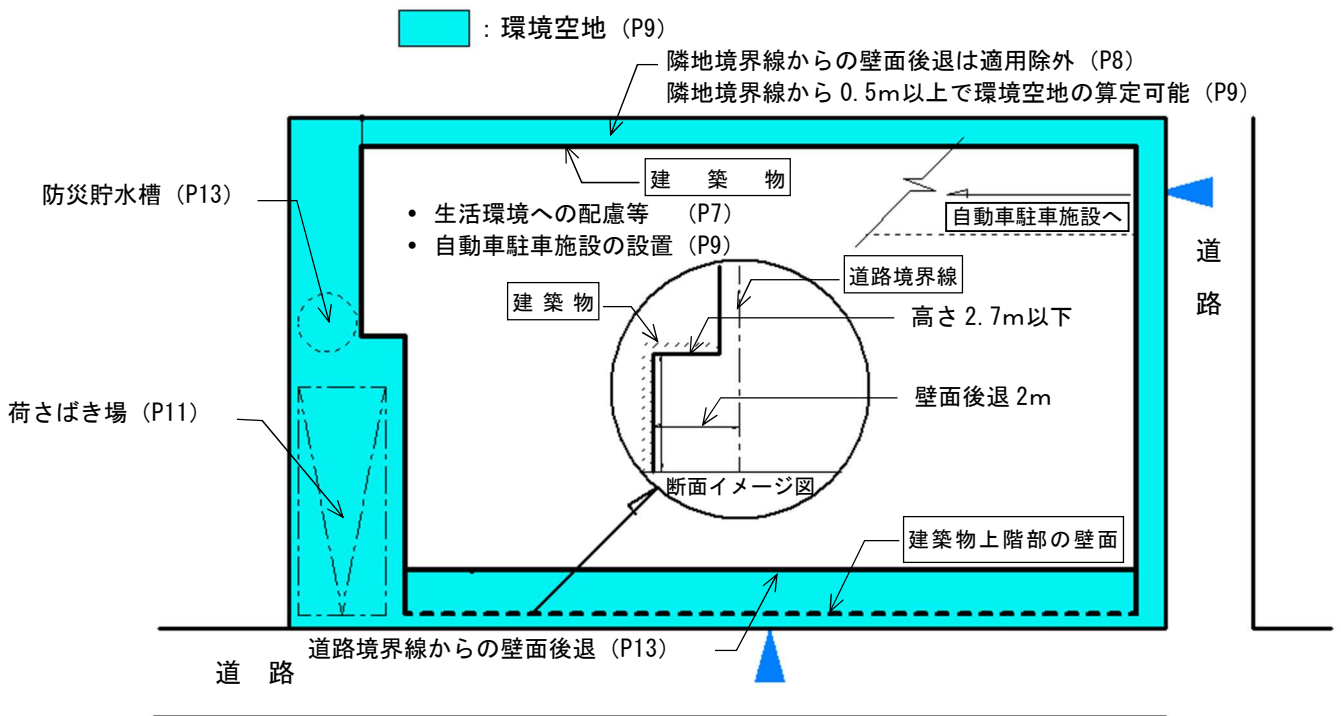 ：環境空地（P9）
隣地境界線からの壁面後退は適用除外（P8）
隣地境界線から 0.5ｍ以上で環境空地の算定可能（P9）
建　築　物
防災貯水槽（P13）
• 生活環境への配慮等　（P7）
• 自動車駐車施設の設置（P9）
自動車駐車施設へ
道路
道路境界線
建築物
高さ 2.7ｍ以下
荷さばき場（P11）
壁面後退 2ｍ
断面イメージ図
建築物上階部の壁面
道路境界線からの壁面後退（P13）
道　路